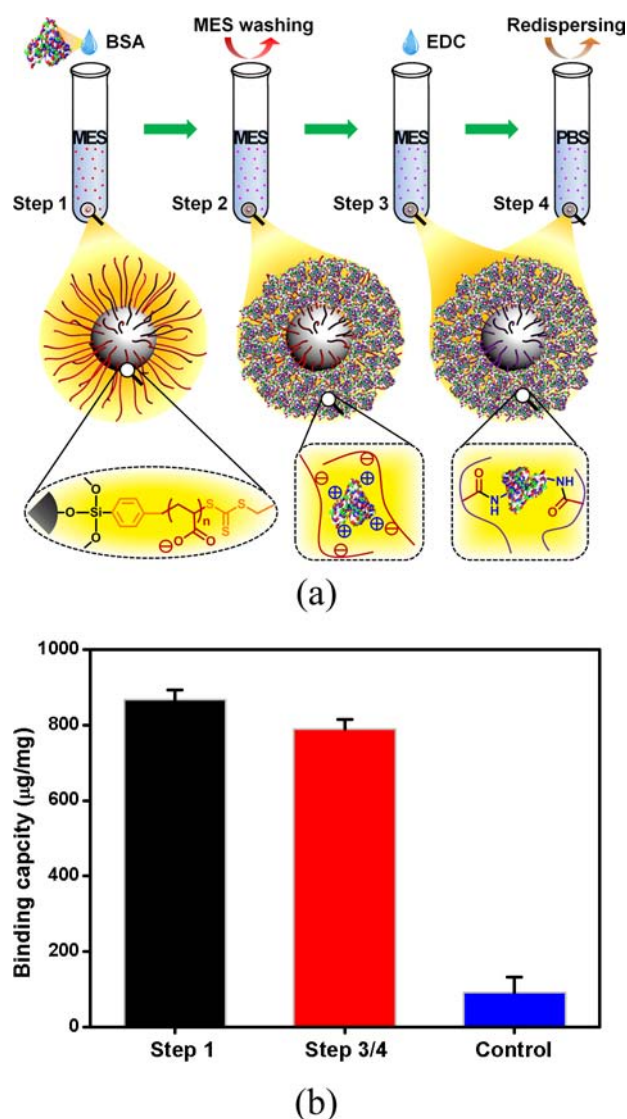 BSA
MES washing
EDC
Redispersing
MES
MES
MES
PBS
Step 1
Step 2
Step 3
Step 4
O
O
Si
O
n
S
S
S
O
O
⊖
⊖
⊖
⊖
⊖
⊕
⊕
⊕
⊕
O
N
H
NH
O
(a)
1000
800
600
400
200
0
Binding capcity (μg/mg)
Step 1
Step 3/4
Control
(b)